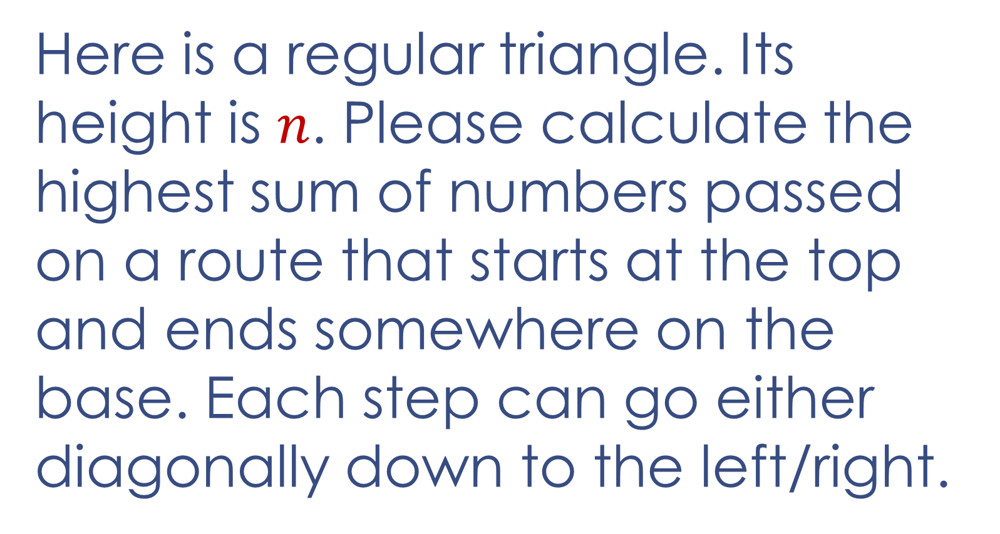 Here is a regular triangle. Its
height is n. Please calculate the
highest sum of numbers passed
on a route that starts at the top
and ends somewhere on the
base. Each step can go either
diagonally down to the left/right.